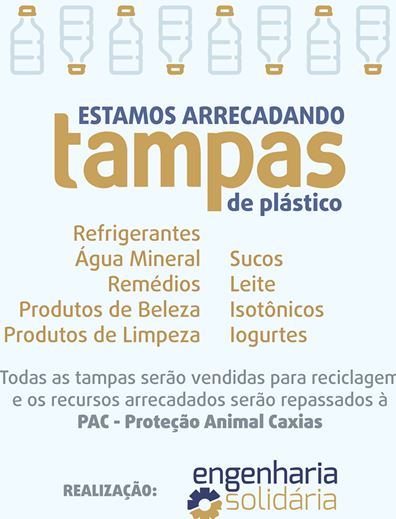 ESTAMOS ARRECADANDO
tampas
de plástico
Refrigerantes
Água Mineral
Remédios
Produtos de Beleza
Produtos de Limpeza
Sucos
Leite
Isotônicos
Iogurtes
Todas as tampas serão vendidas para reciclagem
e os recursos arrecadados serão repassados à
PAC - Proteção Animal Caxias
REALIZAÇÃO:
engenharia
solidária